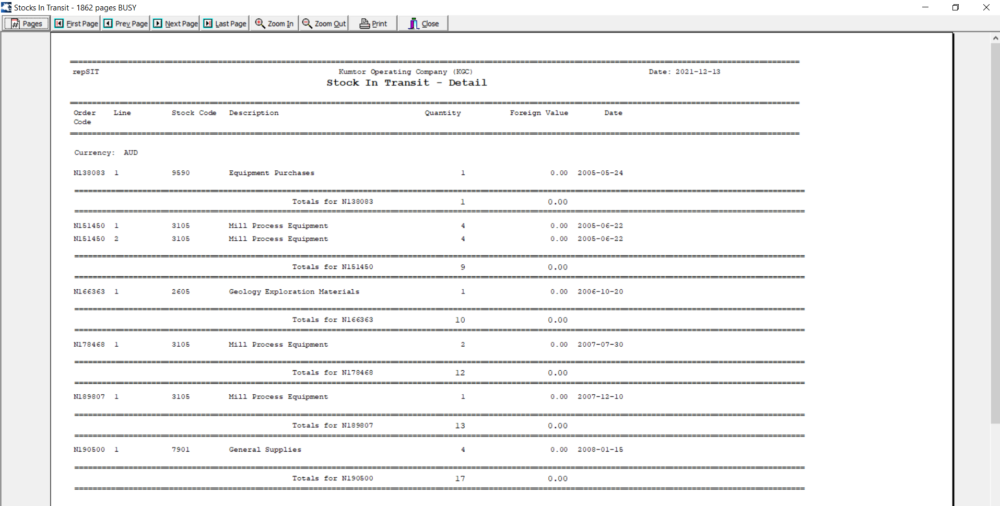 Stocks In Transit - 1862 pages BUSY
Pages First Page Prev Page Next Page Last Page Zoom In Zoom Out Print Close
repSIT Kumtor Operating Company (KGC) Date: 2021-12-13
Stock In Transit - Detail
Order Line Stock Code Description Quantity Foreign Value Date
Code
Currency: AUD
N138083 1 9590 Equipment Purchases 1 0.00 2005-05-24
Totals for N138083 1 0.00
N151450 1 3105 Mill Process Equipment 4 0.00 2005-06-22
N151450 2 3105 Mill Process Equipment 4 0.00 2005-06-22
Totals for N151450 9 0.00
N166363 1 2605 Geology Exploration Materials 1 0.00 2006-10-20
Totals for N166363 10 0.00
N178468 1 3105 Mill Process Equipment 2 0.00 2007-07-30
Totals for N178468 12 0.00
N189807 1 3105 Mill Process Equipment 1 0.00 2007-12-10
Totals for N189807 13 0.00
N190500 1 7901 General Supplies 4 0.00 2008-01-15
Totals for N190500 17 0.00